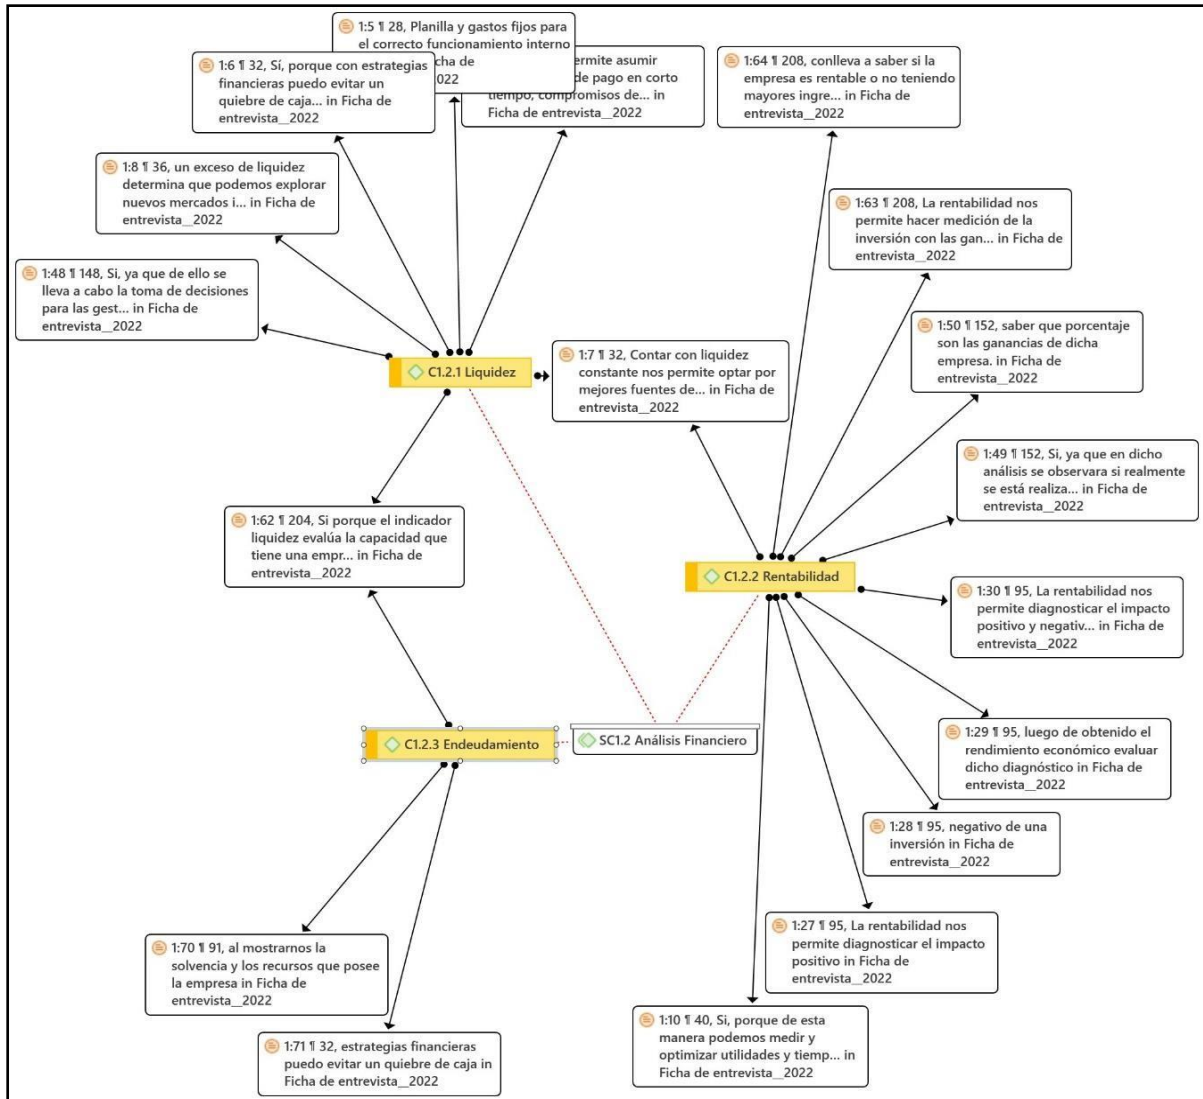 1:5 ¶ 28, Planilla y gastos fijos para
el correcto funcionamiento interno
cha de
2022
1:6 ¶ 32, Sí, porque con estrategias
financieras puedo evitar un
quiebre de caja... in Ficha de
entrevista__2022
ermite asumir
de pago en corto
tiempo, compromisos de... in
Ficha de entrevista__2022
1:64 ¶ 208, conlleva a saber si la
empresa es rentable o no teniendo
mayores ingre... in Ficha de
entrevista__2022
1:8 ¶ 36, un exceso de liquidez
determina que podemos explorar
nuevos mercados i... in Ficha de
entrevista__2022
1:63 ¶ 208, La rentabilidad nos
permite hacer medición de la
inversión con las gan... in Ficha de
entrevista__2022
1:48 ¶ 148, Si, ya que de ello se
lleva a cabo la toma de decisiones
para las gest... in Ficha de
entrevista__2022
1:50 ¶ 152, saber que porcentaje
son las ganancias de dicha
empresa. in Ficha de
entrevista__2022
C1.2.1 Liquidez
1:7 ¶ 32, Contar con liquidez
constante nos permite optar por
mejores fuentes de... in Ficha de
entrevista__2022
1:49 ¶ 152, Si, ya que en dicho
análisis se observara si realmente
se está realiza... in Ficha de
entrevista__2022
1:62 ¶ 204, Si porque el indicador
liquidez evalúa la capacidad que
tiene una empr... in Ficha de
entrevista__2022
C1.2.2 Rentabilidad
1:30 ¶ 95, La rentabilidad nos
permite diagnosticar el impacto
positivo y negativ... in Ficha de
entrevista__2022
C1.2.3 Endeudamiento
SC1.2 Análisis Financiero
1:29 ¶ 95, luego de obtenido el
rendimiento económico evaluar
dicho diagnóstico in Ficha de
entrevista__2022
1:28 ¶ 95, negativo de una
inversión in Ficha de
entrevista__2022
1:27 ¶ 95, La rentabilidad nos
permite diagnosticar el impacto
positivo in Ficha de
entrevista__2022
1:70 ¶ 91, al mostrarnos la
solvencia y los recursos que posee
la empresa in Ficha de
entrevista__2022
1:10 ¶ 40, Si, porque de esta
manera podemos medir y
optimizar utilidades y tiemp... in
Ficha de entrevista__2022
1:71 ¶ 32, estrategias financieras
puedo evitar un quiebre de caja in
Ficha de entrevista__2022